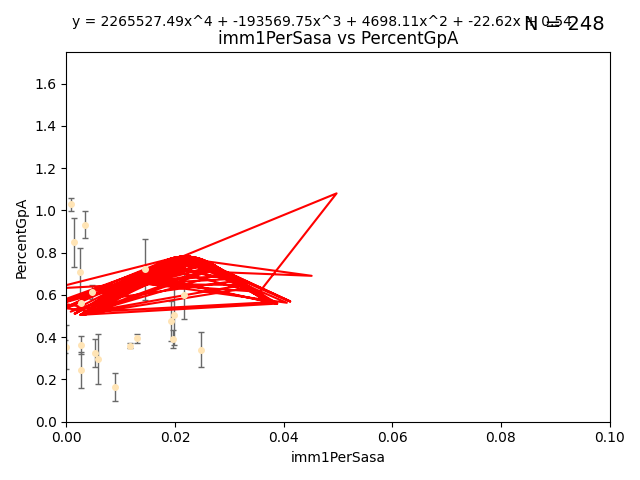 y = 2265527.49x^4 + -193569.75x^3 + 4698.11x^2 + -22.62x + 0.54
N = 248
imm1PerSasa vs PercentGpA
PercentGpA
1.6
1.4
1.2
1.0
0.8
0.6
0.4
0.2
0.0
0.00 0.02 0.04 0.06 0.08 0.10
imm1PerSasa